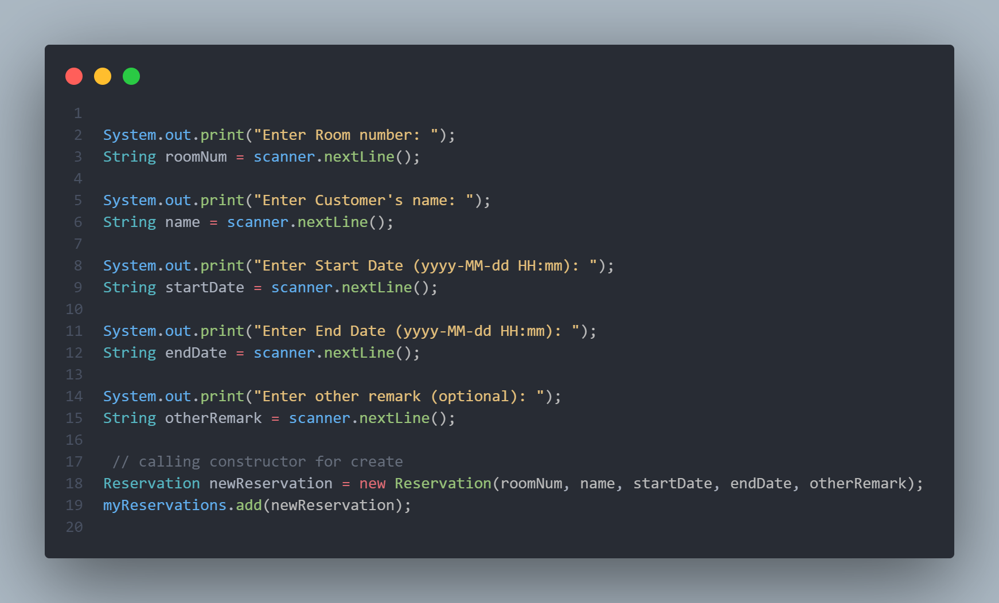 1
2 System.out.print("Enter Room number: ");
3 String roomNum = scanner.nextLine();
4
5 System.out.print("Enter Customer's name: ");
6 String name = scanner.nextLine();
7
8 System.out.print("Enter Start Date (yyyy-MM-dd HH:mm): ");
9 String startDate = scanner.nextLine();
10
11 System.out.print("Enter End Date (yyyy-MM-dd HH:mm): ");
12 String endDate = scanner.nextLine();
13
14 System.out.print("Enter other remark (optional): ");
15 String otherRemark = scanner.nextLine();
16
17  // calling constructor for create
18 Reservation newReservation = new Reservation(roomNum, name, startDate, endDate, otherRemark);
19 myReservations.add(newReservation);
20